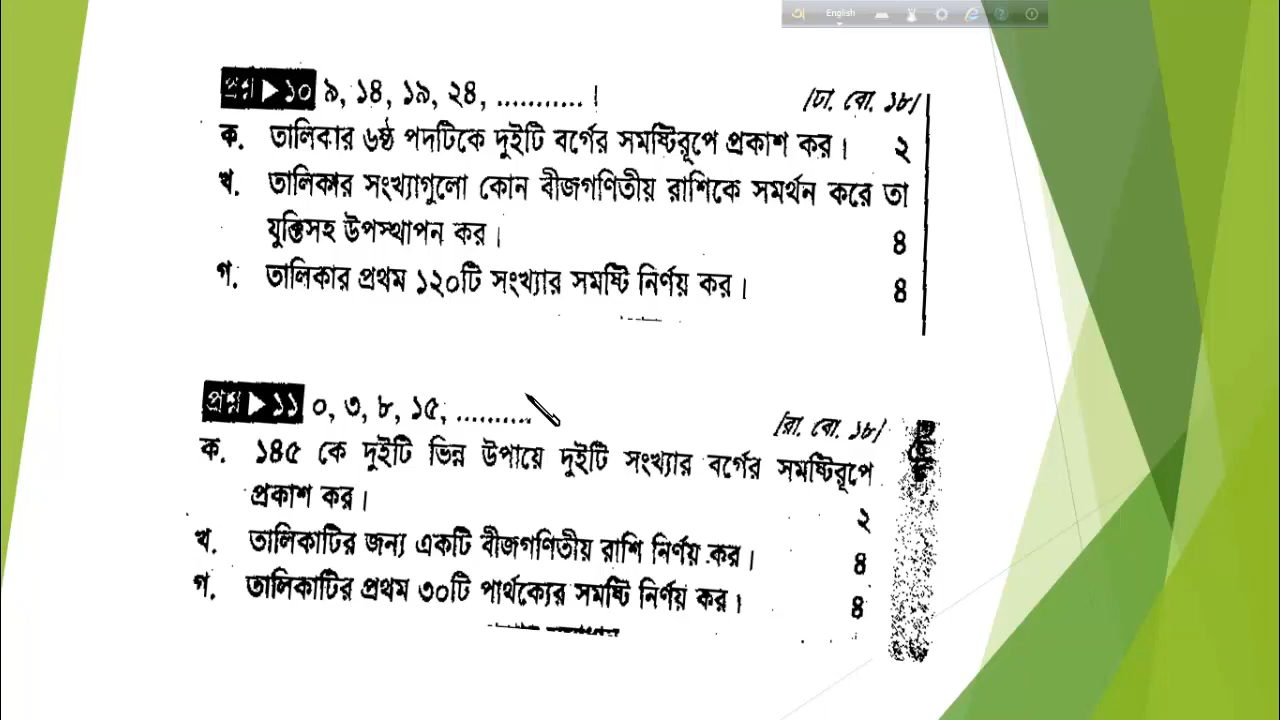 English
প্রশ্ন ▶ ১০ ৯, ১৪, ১৯, ২৪, ........... । [ঢা. বো. ১৮]
ক. তালিকার ৬ষ্ঠ পদটিকে দুইটি বর্গের সমষ্টিরূপে প্রকাশ কর। ২
খ. তালিকার সংখ্যাগুলো কোন বীজগণিতীয় রাশিকে সমর্থন করে তা
যুক্তিসহ উপস্থাপন কর। ৪
গ. তালিকার প্রথম ১২০টি সংখ্যার সমষ্টি নির্ণয় কর। ৪
প্রশ্ন ▶ ১১ ০, ৩, ৮, ১৫, .......... [রা. বো. ১৮]
ক. ১৪৫ কে দুইটি ভিন্ন উপায়ে দুইটি সংখ্যার বর্গের সমষ্টিরূপে
প্রকাশ কর। ২
খ. তালিকাটির জন্য একটি বীজগণিতীয় রাশি নির্ণয় কর। ৪
গ. তালিকাটির প্রথম ৩০টি পার্থক্যের সমষ্টি নির্ণয় কর। ৪